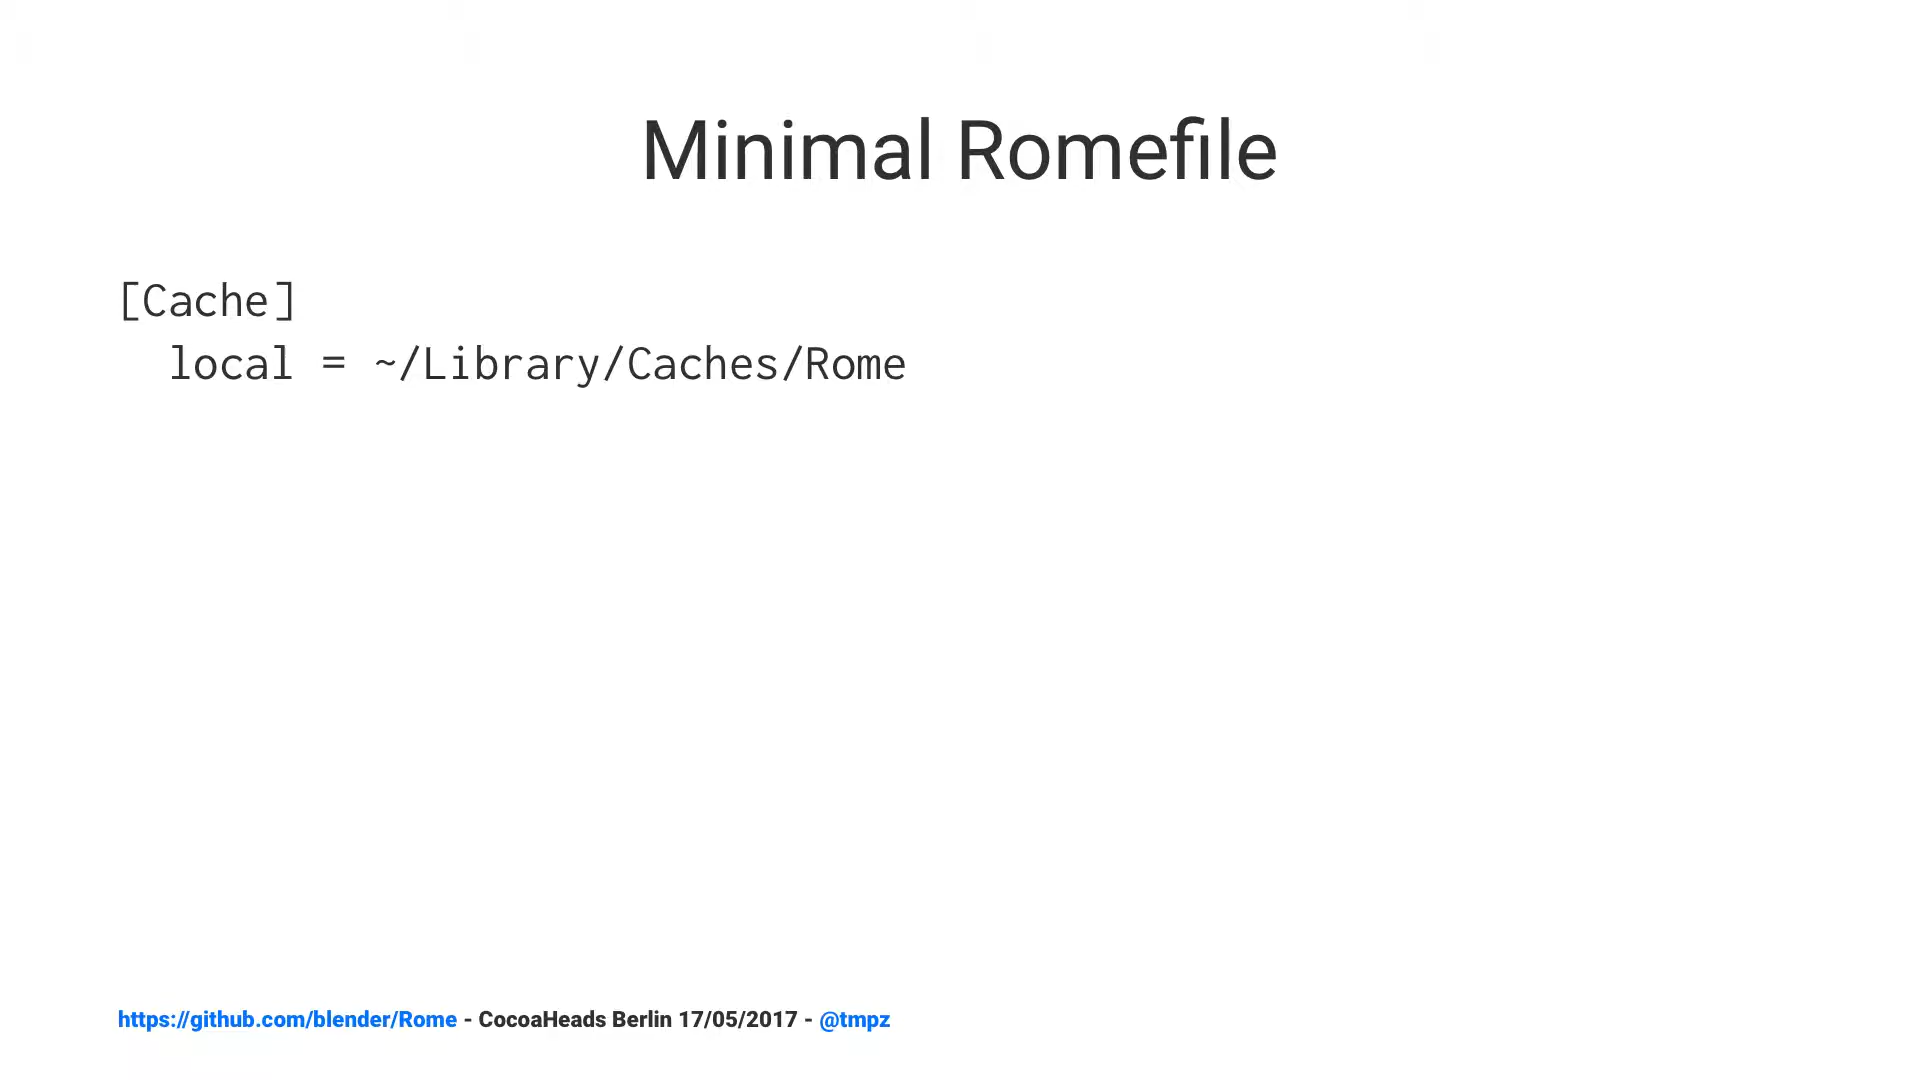 Minimal Romefile
[Cache]
  local = ~/Library/Caches/Rome
https://github.com/blender/Rome - CocoaHeads Berlin 17/05/2017 - @tmpz